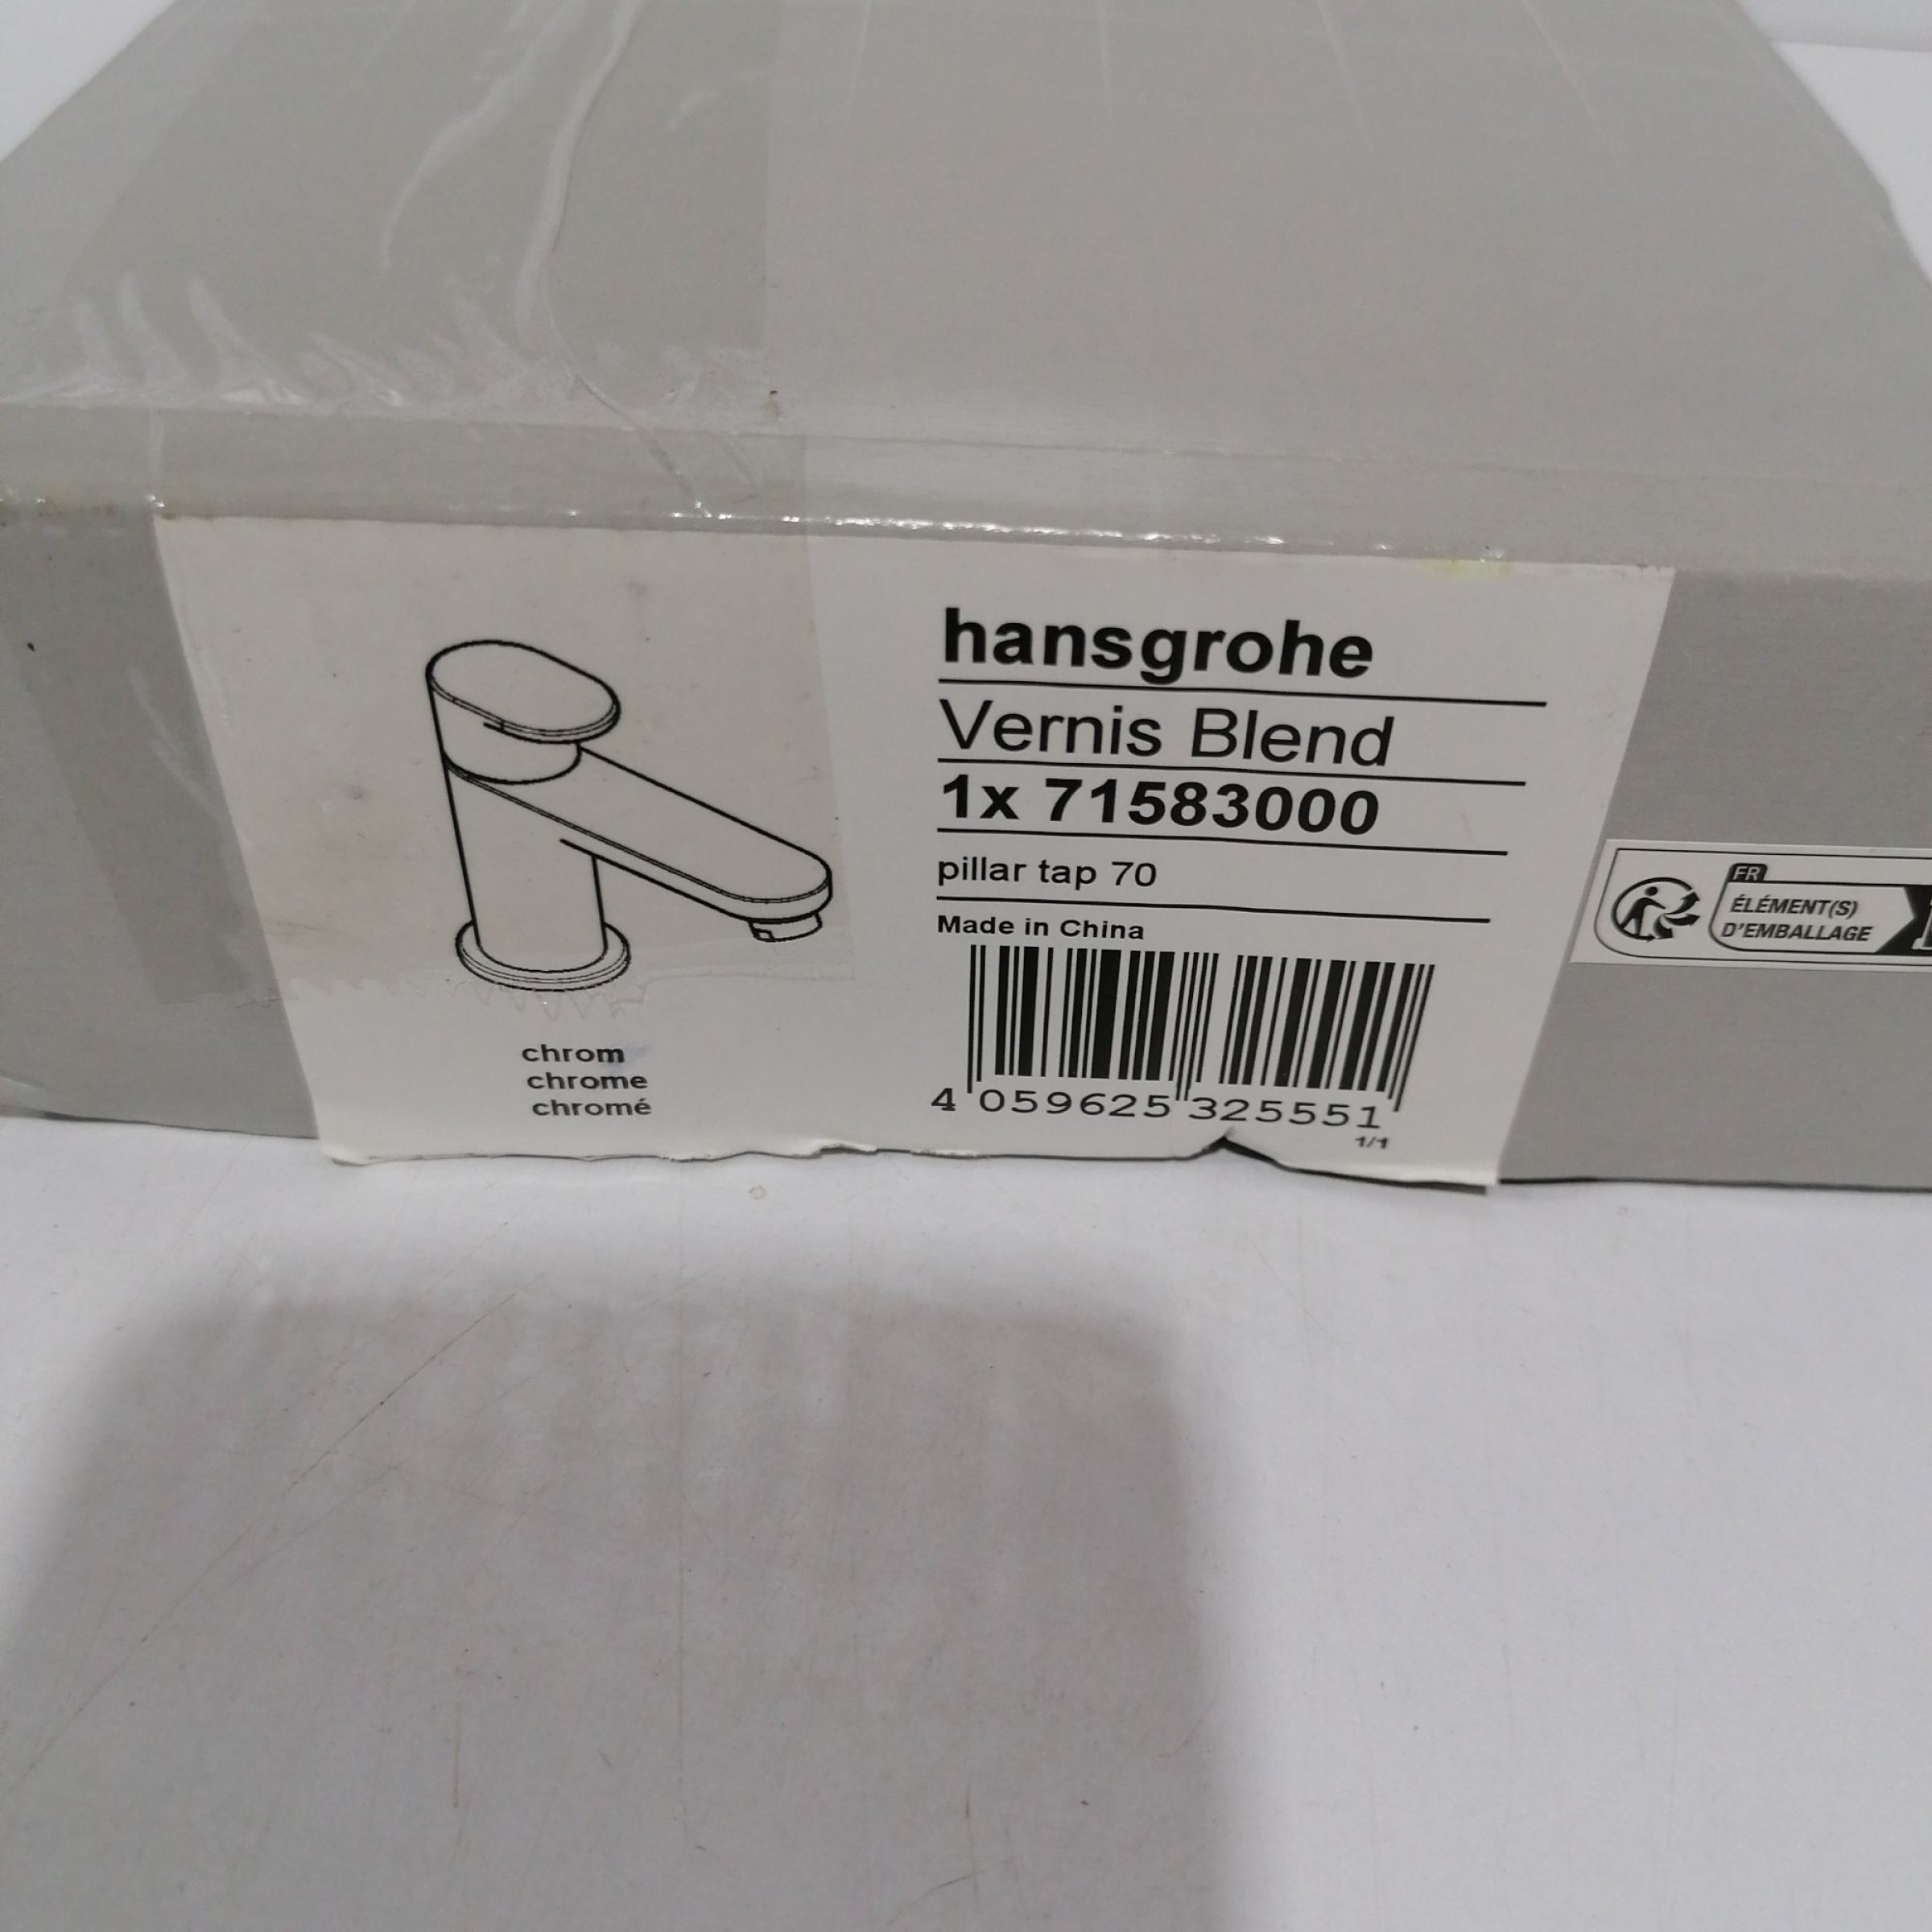 hansgrohe
Vernis Blend
1x 71583000
pillar tap 70
Made in China
4 059625 325551
1/1
chrom
chrome
chromé
FR
ÉLÉMENT(S)
D'EMBALLAGE